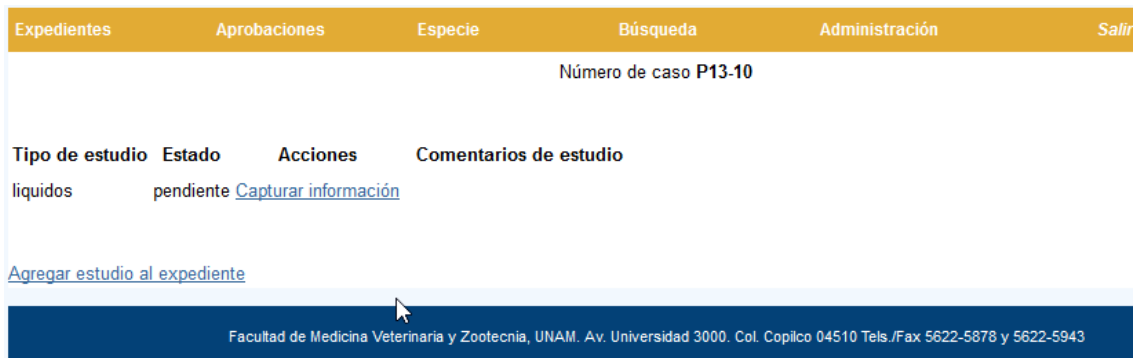 Expedientes Aprobaciones Especie Búsqueda Administración Salir
Número de caso P13-10
Tipo de estudio Estado Acciones Comentarios de estudio
liquidos pendiente Capturar información
Agregar estudio al expediente
Facultad de Medicina Veterinaria y Zootecnia, UNAM. Av. Universidad 3000. Col. Copilco 04510 Tels./Fax 5622-5878 y 5622-5943